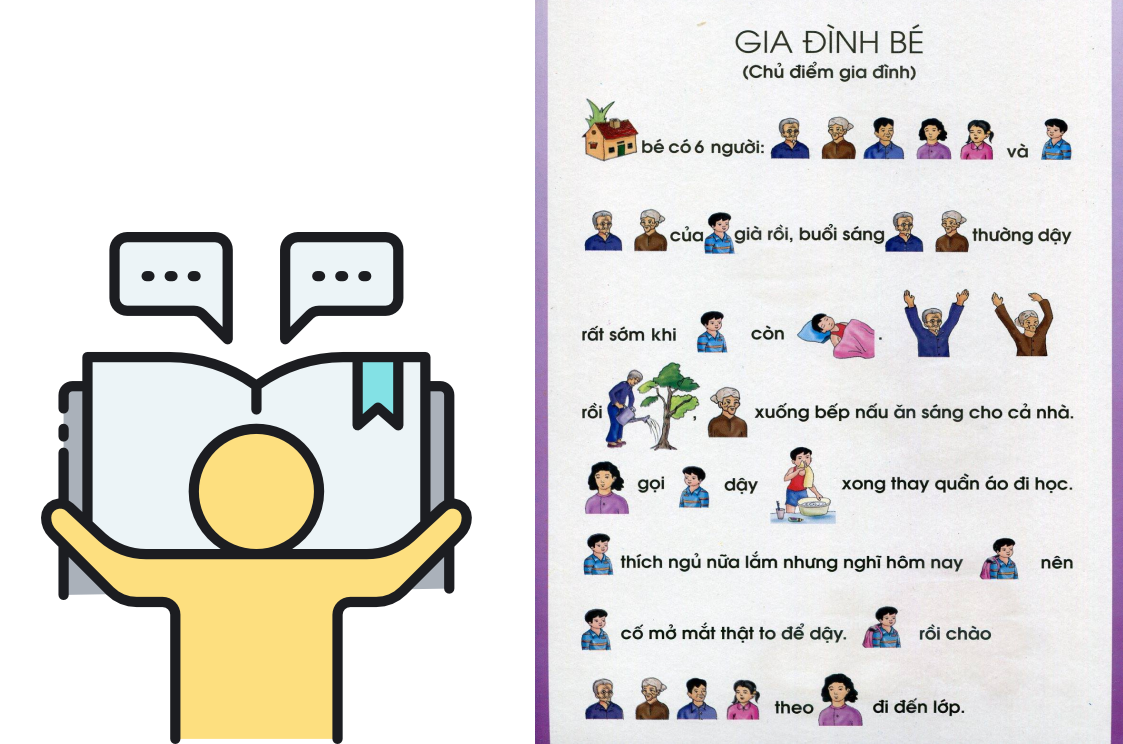 GIA ĐÌNH BÉ
(Chủ điểm gia đình)
bé có 6 người: và
của già rồi, buổi sáng thường dậy
rất sớm khi còn .
rồi , xuống bếp nấu ăn sáng cho cả nhà.
gọi dậy xong thay quần áo đi học.
thích ngủ nữa lắm nhưng nghĩ hôm nay nên
cố mở mắt thật to để dậy. rồi chào
theo đi đến lớp.